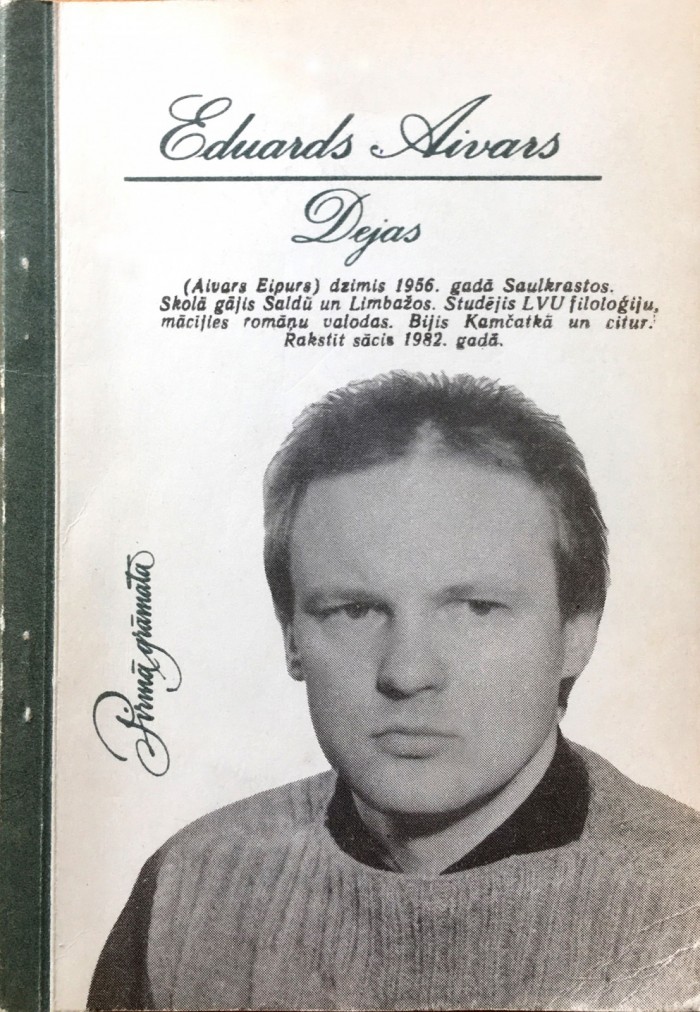 Eduards Aivars
Dejas
(Aivars Eipurs) dzimis 1956. gadā Saulkrastos.
Skolā gājis Saldū un Limbažos. Studējis LVU filoloģiju,
mācījies romāņu valodas. Bijis Kamčatkā un citur.
Rakstīt sācis 1982. gadā.
Pirmā grāmata